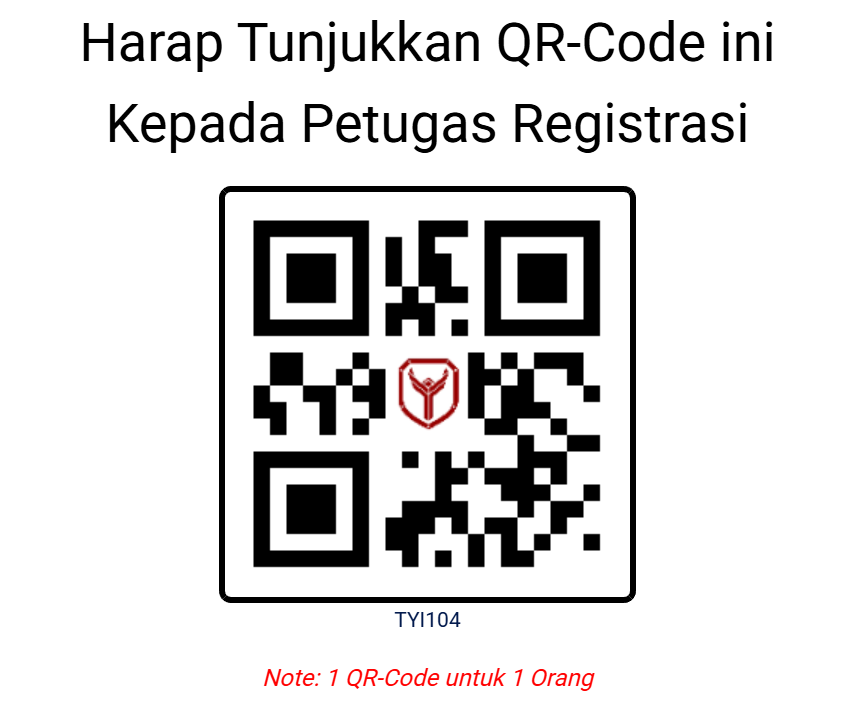 Harap Tunjukkan QR-Code ini
Kepada Petugas Registrasi
TYI104
Note: 1 QR-Code untuk 1 Orang